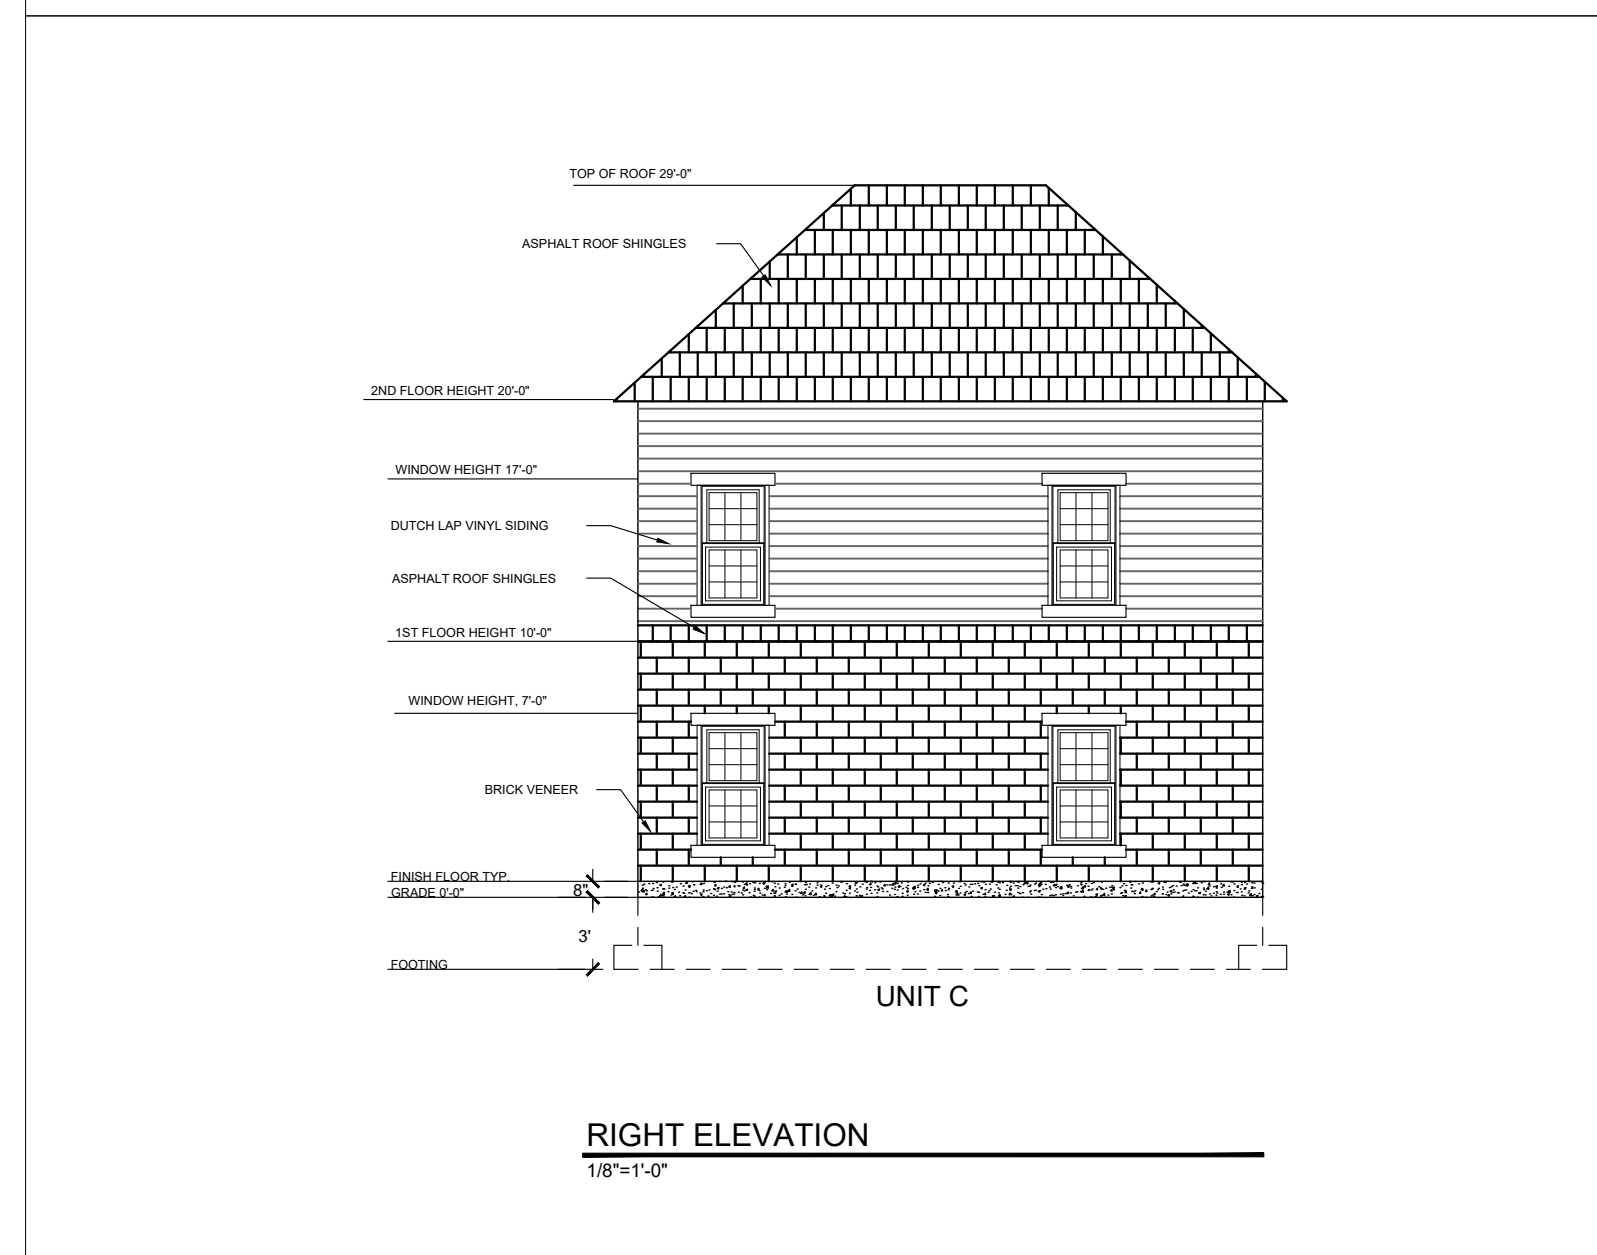 TOP OF ROOF 29'-0"
ASPHALT ROOF SHINGLES
2ND FLOOR HEIGHT 20'-0"
WINDOW HEIGHT 17'-0"
DUTCH LAP VINYL SIDING
ASPHALT ROOF SHINGLES
1ST FLOOR HEIGHT 10'-0"
WINDOW HEIGHT, 7'-0"
BRICK VENEER
FINISH FLOOR TYP.
GRADE 0'-0"
8"
3'
FOOTING
UNIT C
RIGHT ELEVATION
1/8"=1'-0"